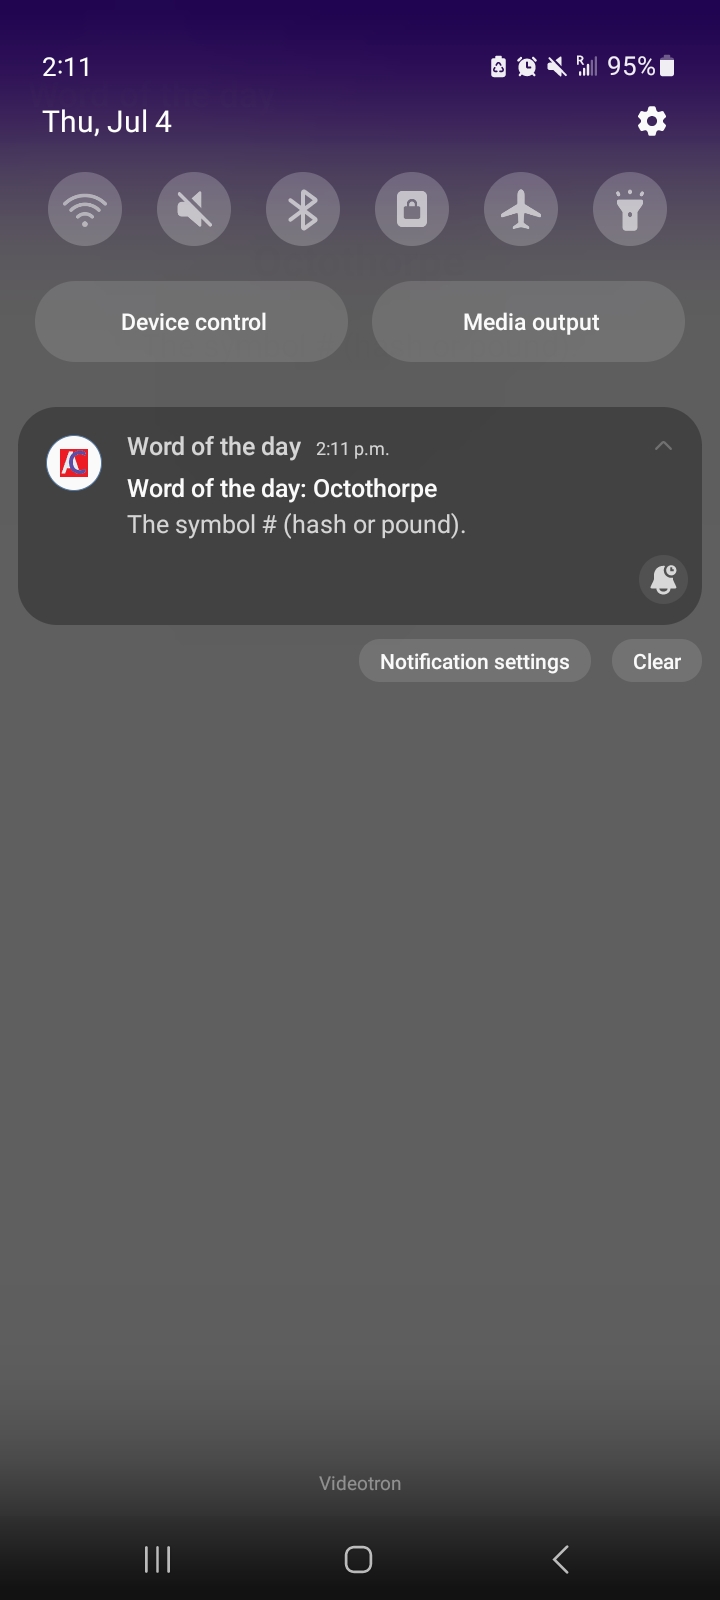 2:11
R 95%
Thu, Jul 4
Device control
Media output
Word of the day 2:11 p.m.
Word of the day: Octothorpe
The symbol # (hash or pound).
Notification settings
Clear
Videotron